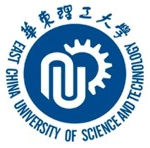 華東理工大學
EAST CHINA UNIVERSITY OF SCIENCE AND TECHNOLOGY